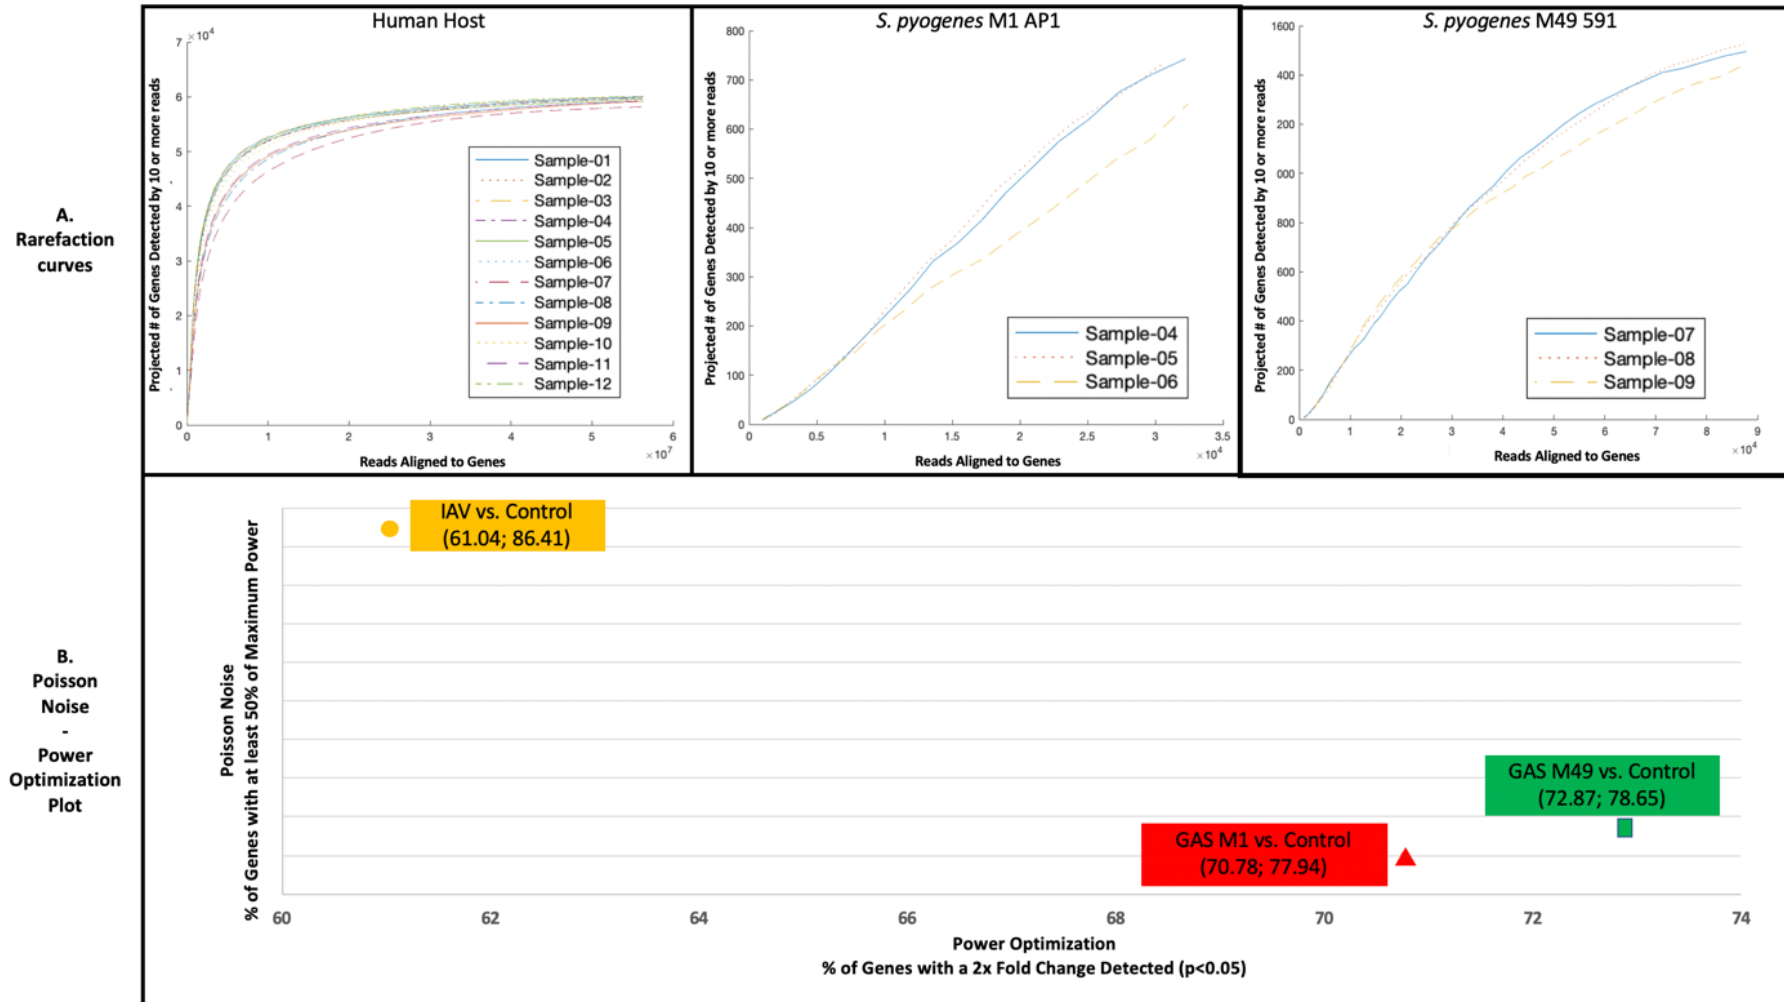 A.
Rarefaction
curves
Human Host
×10⁴
Projected # of Genes Detected by 10 or more reads
7
6
5
4
3
2
1
0
0 1 2 3 4 5 6
×10⁷
Reads Aligned to Genes
Sample-01
Sample-02
Sample-03
Sample-04
Sample-05
Sample-06
Sample-07
Sample-08
Sample-09
Sample-10
Sample-11
Sample-12
S. pyogenes M1 AP1
Projected # of Genes Detected by 10 or more reads
800
700
600
500
400
300
200
100
0
0 0.5 1 1.5 2 2.5 3 3.5
×10⁴
Reads Aligned to Genes
Sample-04
Sample-05
Sample-06
S. pyogenes M49 591
Projected # of Genes Detected by 10 or more reads
1600
400
200
000
800
600
400
200
0
0 1 2 3 4 5 6 7 8 9
×10⁴
Reads Aligned to Genes
Sample-07
Sample-08
Sample-09
B.
Poisson
Noise
-
Power
Optimization
Plot
Poisson Noise
% of Genes with at least 50% of Maximum Power
IAV vs. Control
(61.04; 86.41)
GAS M49 vs. Control
(72.87; 78.65)
GAS M1 vs. Control
(70.78; 77.94)
60 62 64 66 68 70 72 74
Power Optimization
% of Genes with a 2x Fold Change Detected (p<0.05)